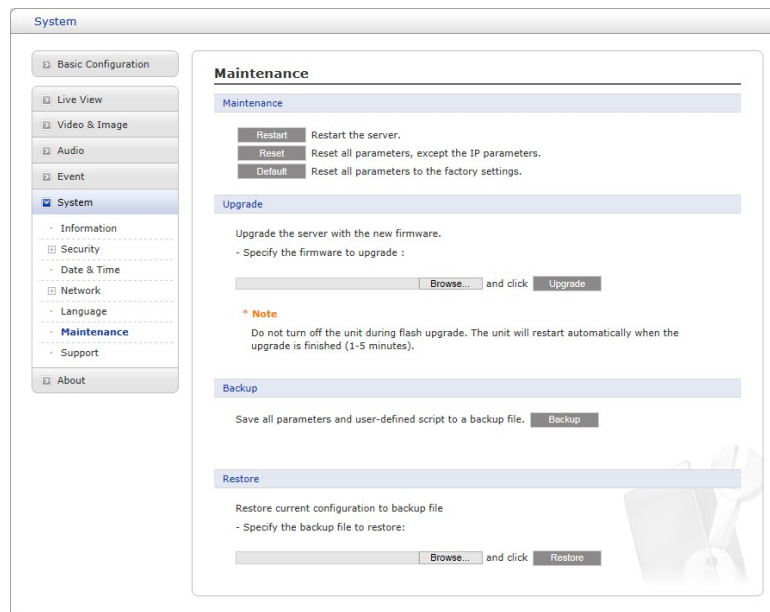 System
Basic Configuration
Live View
Video & Image
Audio
Event
System
Information
Security
Date & Time
Network
Language
Maintenance
Support
About
Maintenance
Maintenance
Restart Restart the server.
Reset Reset all parameters, except the IP parameters.
Default Reset all parameters to the factory settings.
Upgrade
Upgrade the server with the new firmware.
- Specify the firmware to upgrade :
Browse... and click Upgrade
* Note
Do not turn off the unit during flash upgrade. The unit will restart automatically when the
upgrade is finished (1-5 minutes).
Backup
Save all parameters and user-defined script to a backup file. Backup
Restore
Restore current configuration to backup file
- Specify the backup file to restore:
Browse... and click Restore